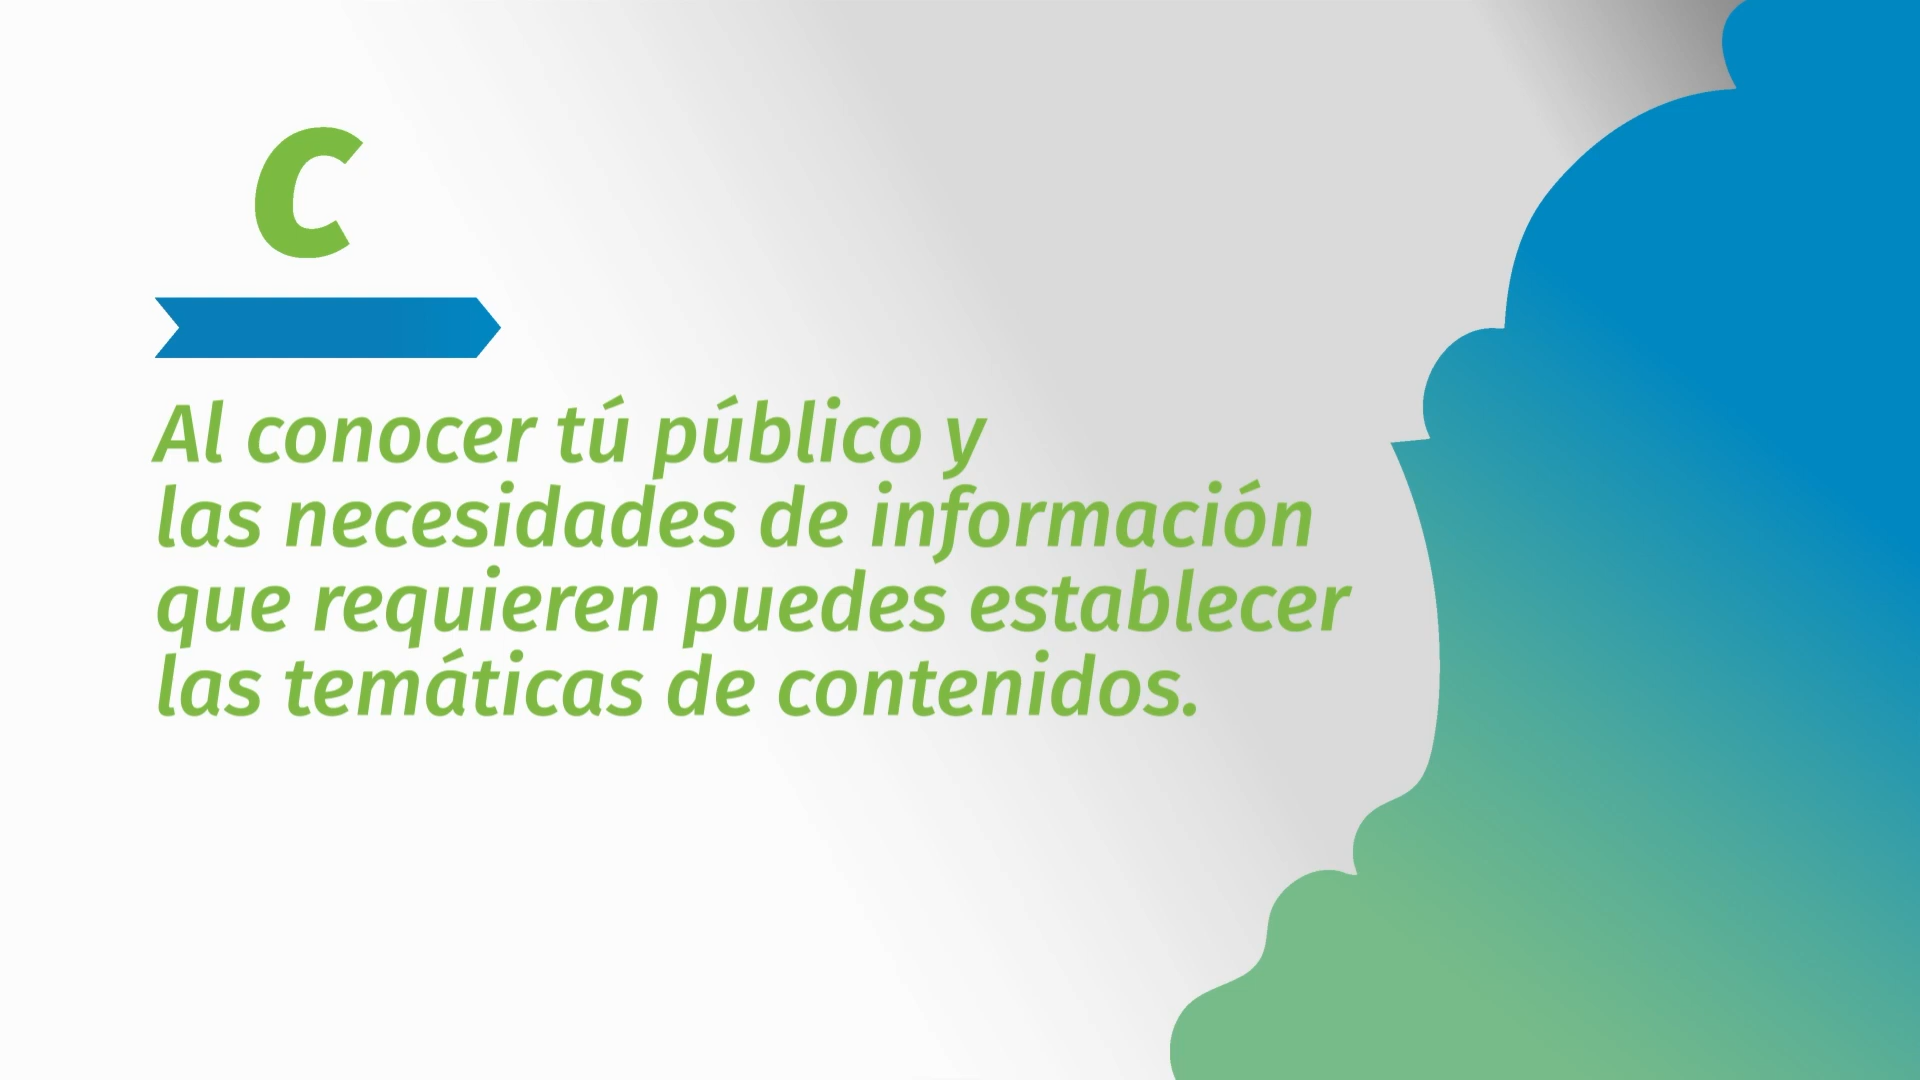 C
Al conocer tú público y
las necesidades de información
que requieren puedes establecer
las temáticas de contenidos.